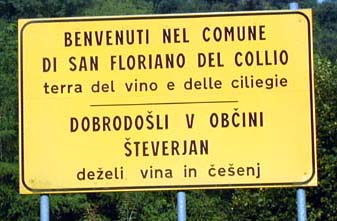 BENVENUTI NEL COMUNE
DI SAN FLORIANO DEL COLLIO
terra del vino e delle ciliegie
DOBRODOŠLI V OBČINI
ŠTEVERJAN
deželi vina in češenj